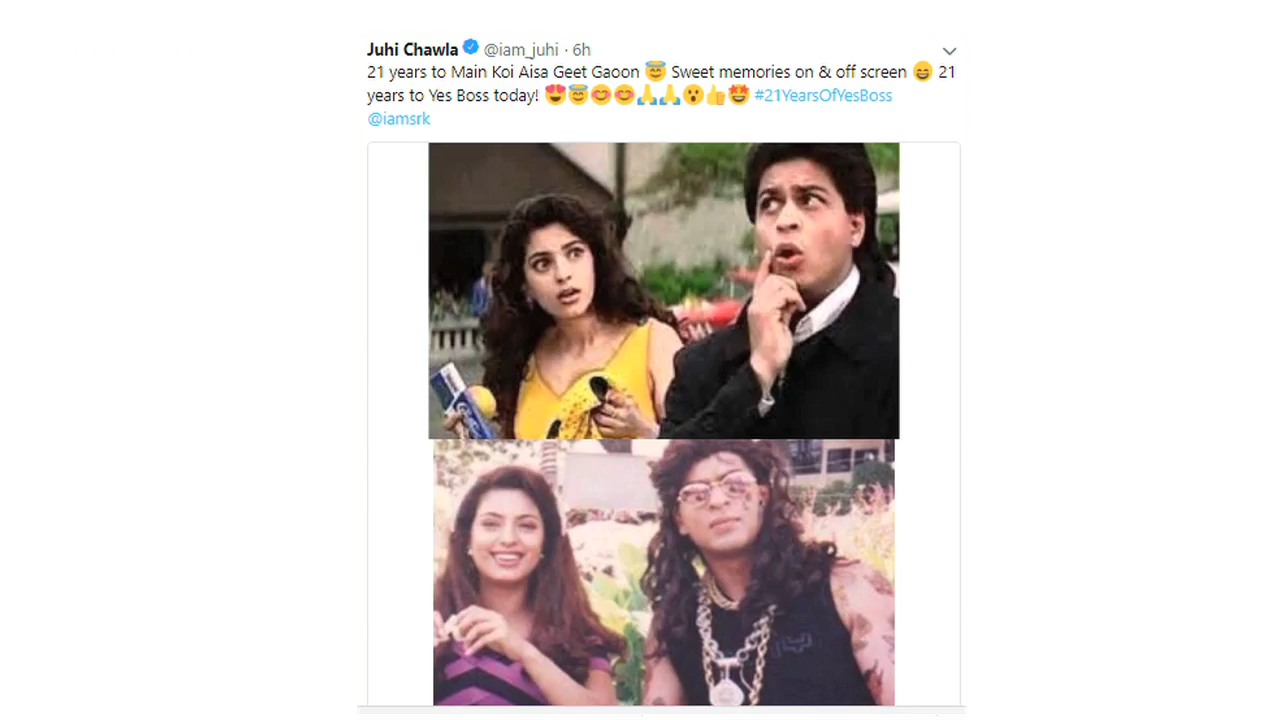 Juhi Chawla @iam_juhi · 6h
21 years to Main Koi Aisa Geet Gaoon 😇 Sweet memories on & off screen 😄 21
years to Yes Boss today! 😍😇😊😊🙏🙏😮👍🤩 #21YearsOfYesBoss
@iamsrk